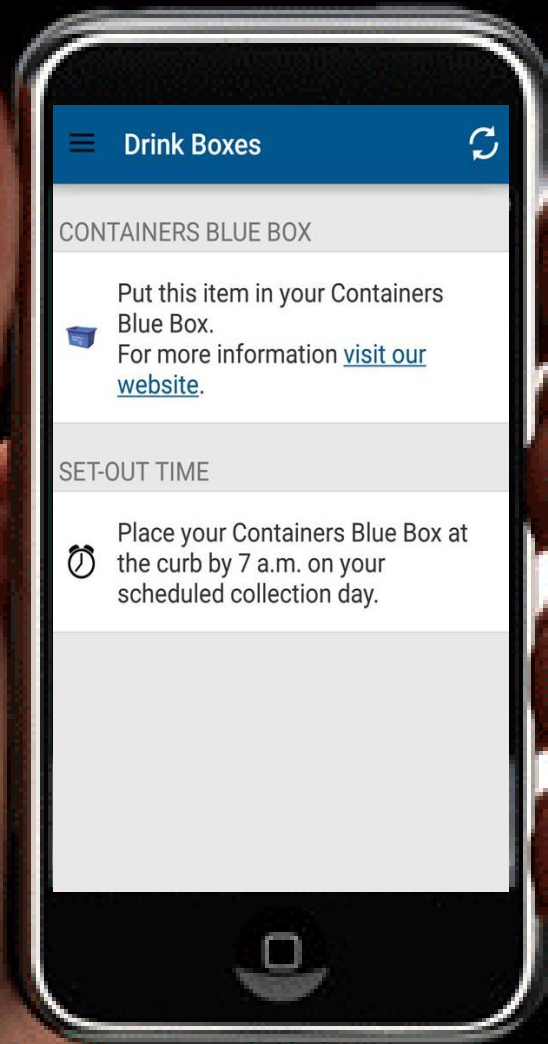 Drink Boxes
CONTAINERS BLUE BOX
Put this item in your Containers
Blue Box.
For more information visit our
website.
SET-OUT TIME
Place your Containers Blue Box at
the curb by 7 a.m. on your
scheduled collection day.